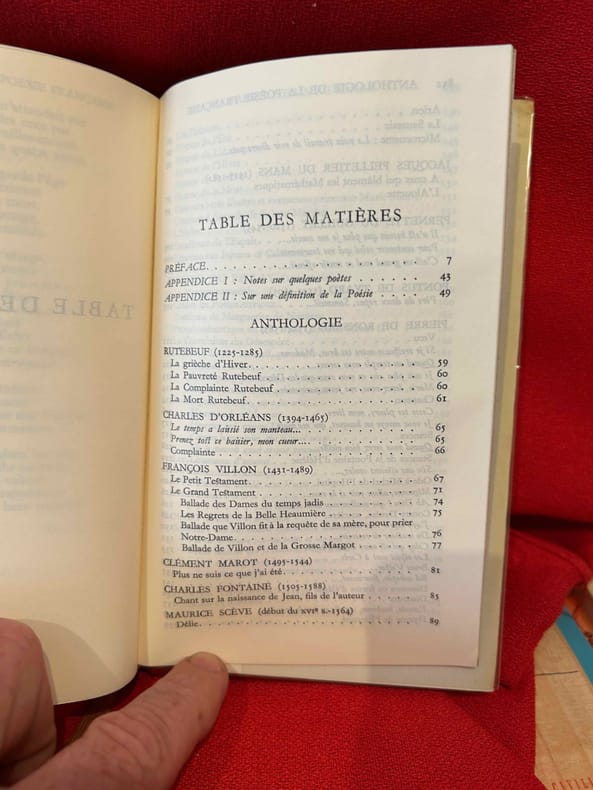 TABLE DES MATIÈRES
PRÉFACE. . . . . . . . . . . . . . . . . 7
APPENDICE I : Notes sur quelques poètes . . . . . . 43
APPENDICE II : Sur une définition de la Poésie . . . . 49
ANTHOLOGIE
RUTEBEUF (1225-1285)
La grièche d'Hiver. . . . . . . . . . . . . . 59
La Pauvreté Rutebeuf . . . . . . . . . . . . . 60
La Complainte Rutebeuf . . . . . . . . . . . . 60
La Mort Rutebeuf. . . . . . . . . . . . . . . 61
CHARLES D'ORLÉANS (1394-1465)
Le temps a laissié son manteau... . . . . . . . . . . 65
Prenez tost ce baisier, mon cueur.... . . . . . . . . . 65
Complainte . . . . . . . . . . . . . . . . 66
FRANÇOIS VILLON (1431-1489)
Le Petit Testament . . . . . . . . . . . . . . 67
Le Grand Testament . . . . . . . . . . . . . . 71
Ballade des Dames du temps jadis . . . . . . . . 74
Les Regrets de la Belle Heaumière . . . . . . . . 75
Ballade que Villon fit à la requête de sa mère, pour prier
Notre-Dame. . . . . . . . . . . . . . . . 76
Ballade de Villon et de la Grosse Margot . . . . . . 77
CLÉMENT MAROT (1495-1544)
Plus ne suis ce que j'ai été. . . . . . . . . . . . 81
CHARLES FONTAINE (1505-1588)
Chant sur la naissance de Jean, fils de l'auteur . . . . . 85
MAURICE SCÈVE (début du XVIe s.-1564)
Délie. . . . . . . . . . . . . . . . . . 89